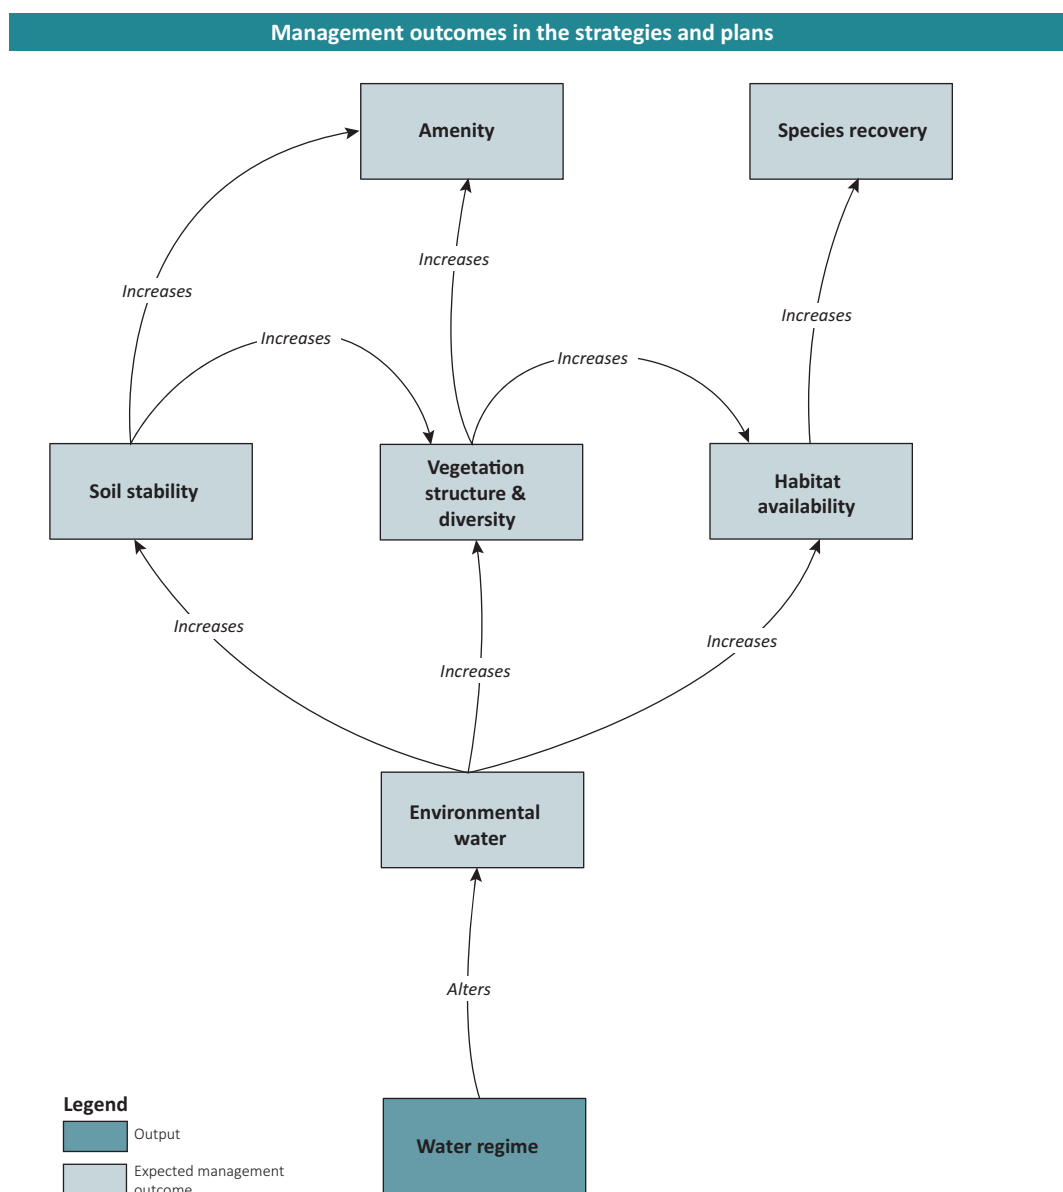 Management outcomes in the strategies and plans
Amenity
Species recovery
Increases
Increases
Increases
Increases
Increases
Soil stability
Vegetation
structure &
diversity
Habitat
availability
Increases
Increases
Increases
Environmental
water
Alters
Water regime
Legend
Output
Expected management
outcome